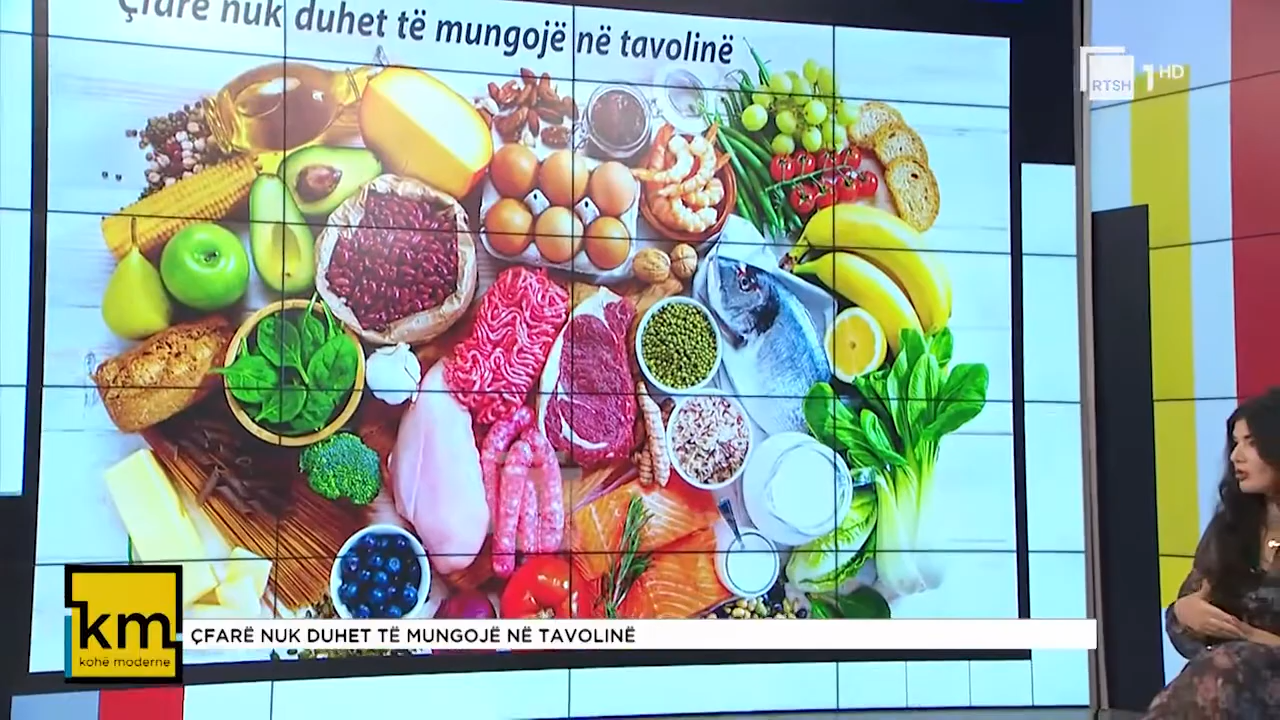 Çfarë nuk duhet të mungojë në tavolinë
RTSH 1 HD
km
kohë moderne
ÇFARË NUK DUHET TË MUNGOJË NË TAVOLINË